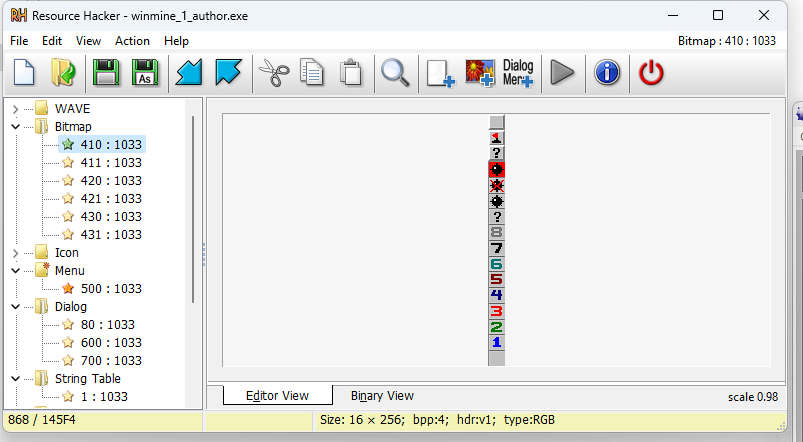 Resource Hacker - winmine_1_author.exe
File Edit View Action Help Bitmap : 410 : 1033
As Dialog Men
WAVE
Bitmap
410 : 1033
411 : 1033
420 : 1033
421 : 1033
430 : 1033
431 : 1033
Icon
Menu
500 : 1033
Dialog
80 : 1033
600 : 1033
700 : 1033
String Table
1 : 1033
?
?
8
7
6
5
4
3
2
1
Editor View Binary View scale 0.98
868 / 145F4 Size: 16 × 256; bpp:4; hdr:v1; type:RGB